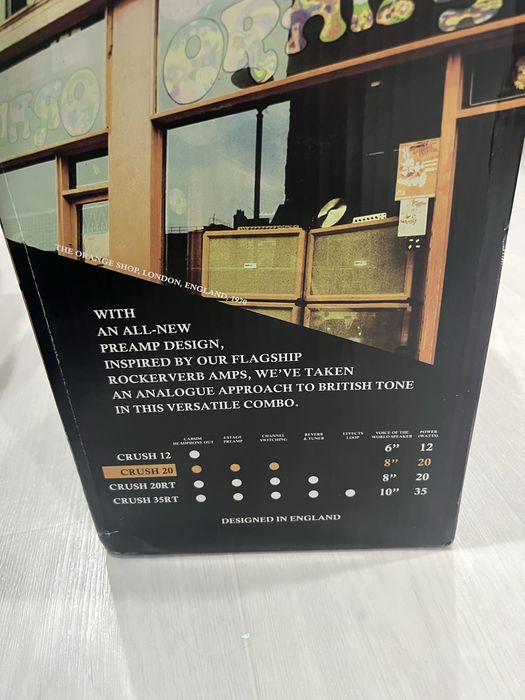 ORANG
THE ORANGE SHOP, LONDON, ENGLAND, 1970
WITH
AN ALL-NEW
PREAMP DESIGN,
INSPIRED BY OUR FLAGSHIP
ROCKERVERB AMPS, WE'VE TAKEN
AN ANALOGUE APPROACH TO BRITISH TONE
IN THIS VERSATILE COMBO.
CABSIM HEADPHONE OUT 4 STAGE PREAMP CHANNEL SWITCHING REVERB & TUNER EFFECTS LOOP VOICE OF THE WORLD SPEAKER POWER (WATTS)
CRUSH 12 6” 12
CRUSH 20 8” 20
CRUSH 20RT 8” 20
CRUSH 35RT 10” 35
DESIGNED IN ENGLAND